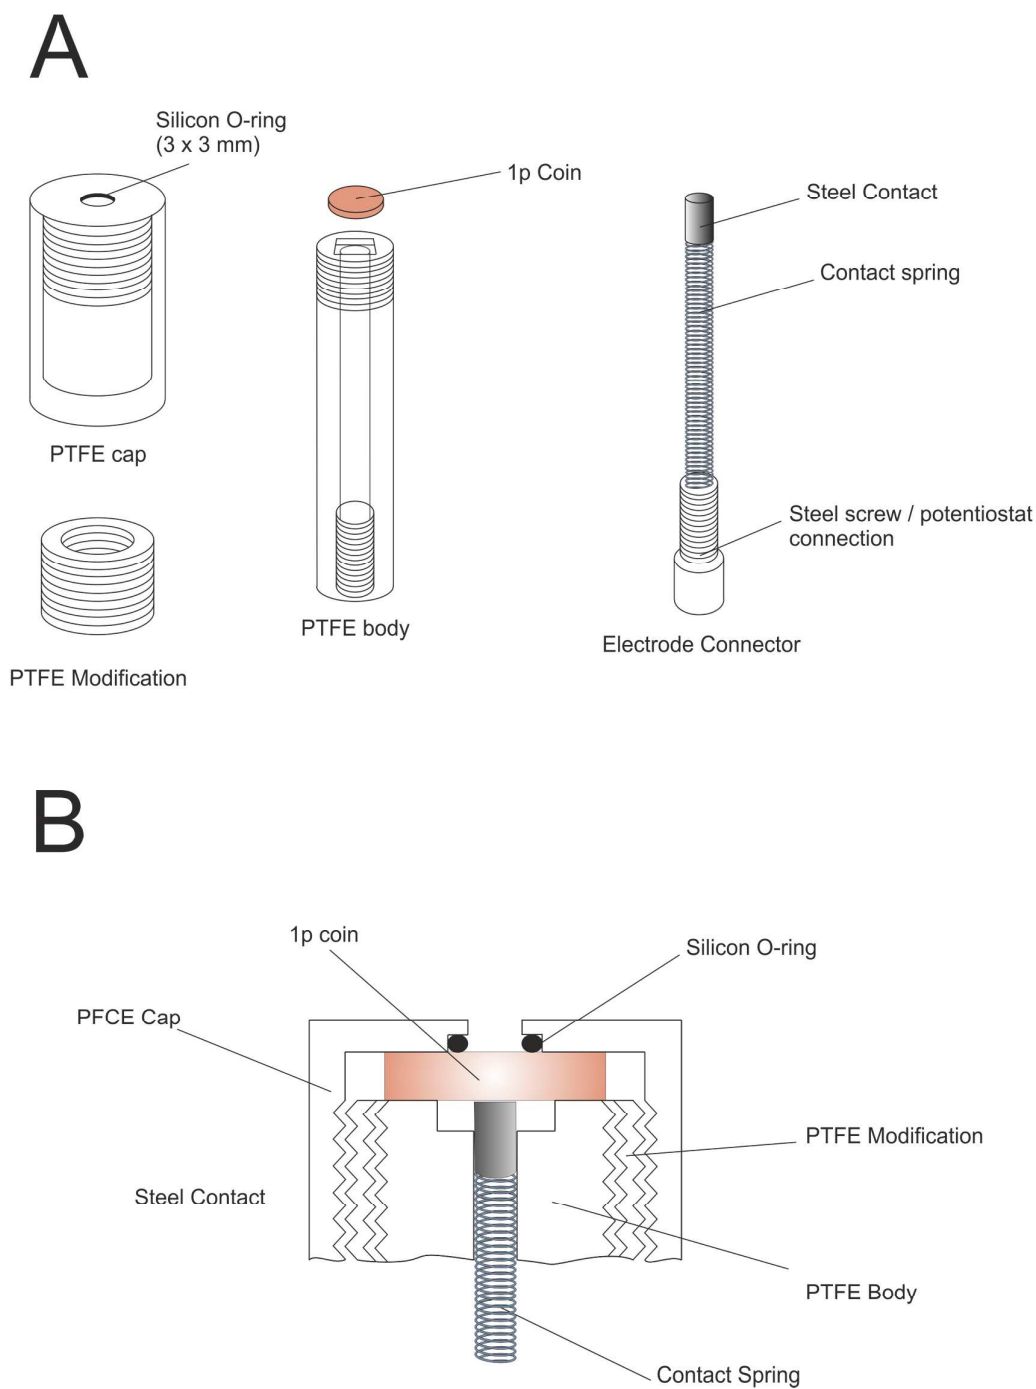 A
Silicon O-ring
(3 x 3 mm)
1p Coin
Steel Contact
Contact spring
PTFE cap
Steel screw / potentiostat
connection
PTFE body
Electrode Connector
PTFE Modification
B
1p coin
Silicon O-ring
PFCE Cap
PTFE Modification
Steel Contact
PTFE Body
Contact Spring